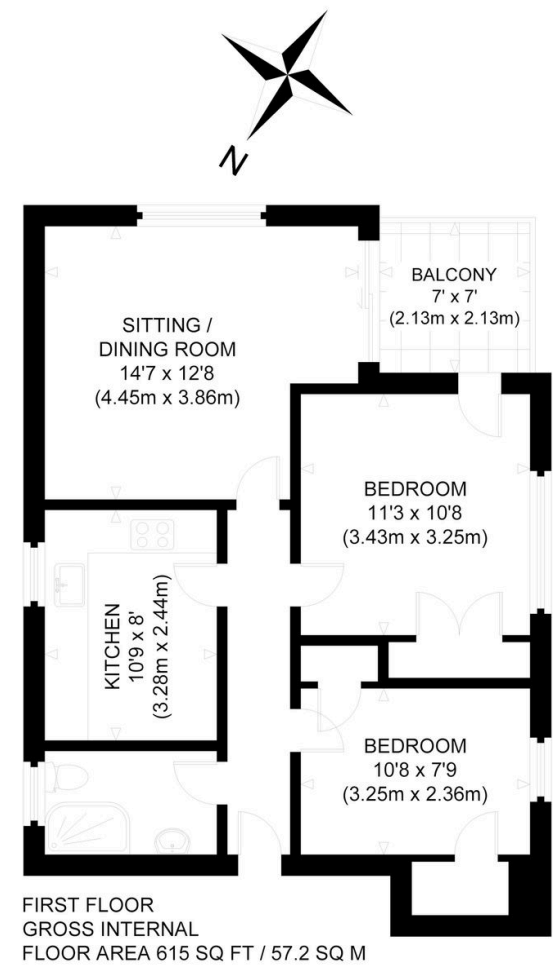 N
BALCONY
7' x 7'
(2.13m x 2.13m)
SITTING /
DINING ROOM
14'7 x 12'8
(4.45m x 3.86m)
BEDROOM
11'3 x 10'8
(3.43m x 3.25m)
KITCHEN
10'9 x 8'
(3.28m x 2.44m)
BEDROOM
10'8 x 7'9
(3.25m x 2.36m)
FIRST FLOOR
GROSS INTERNAL
FLOOR AREA 615 SQ FT / 57.2 SQ M